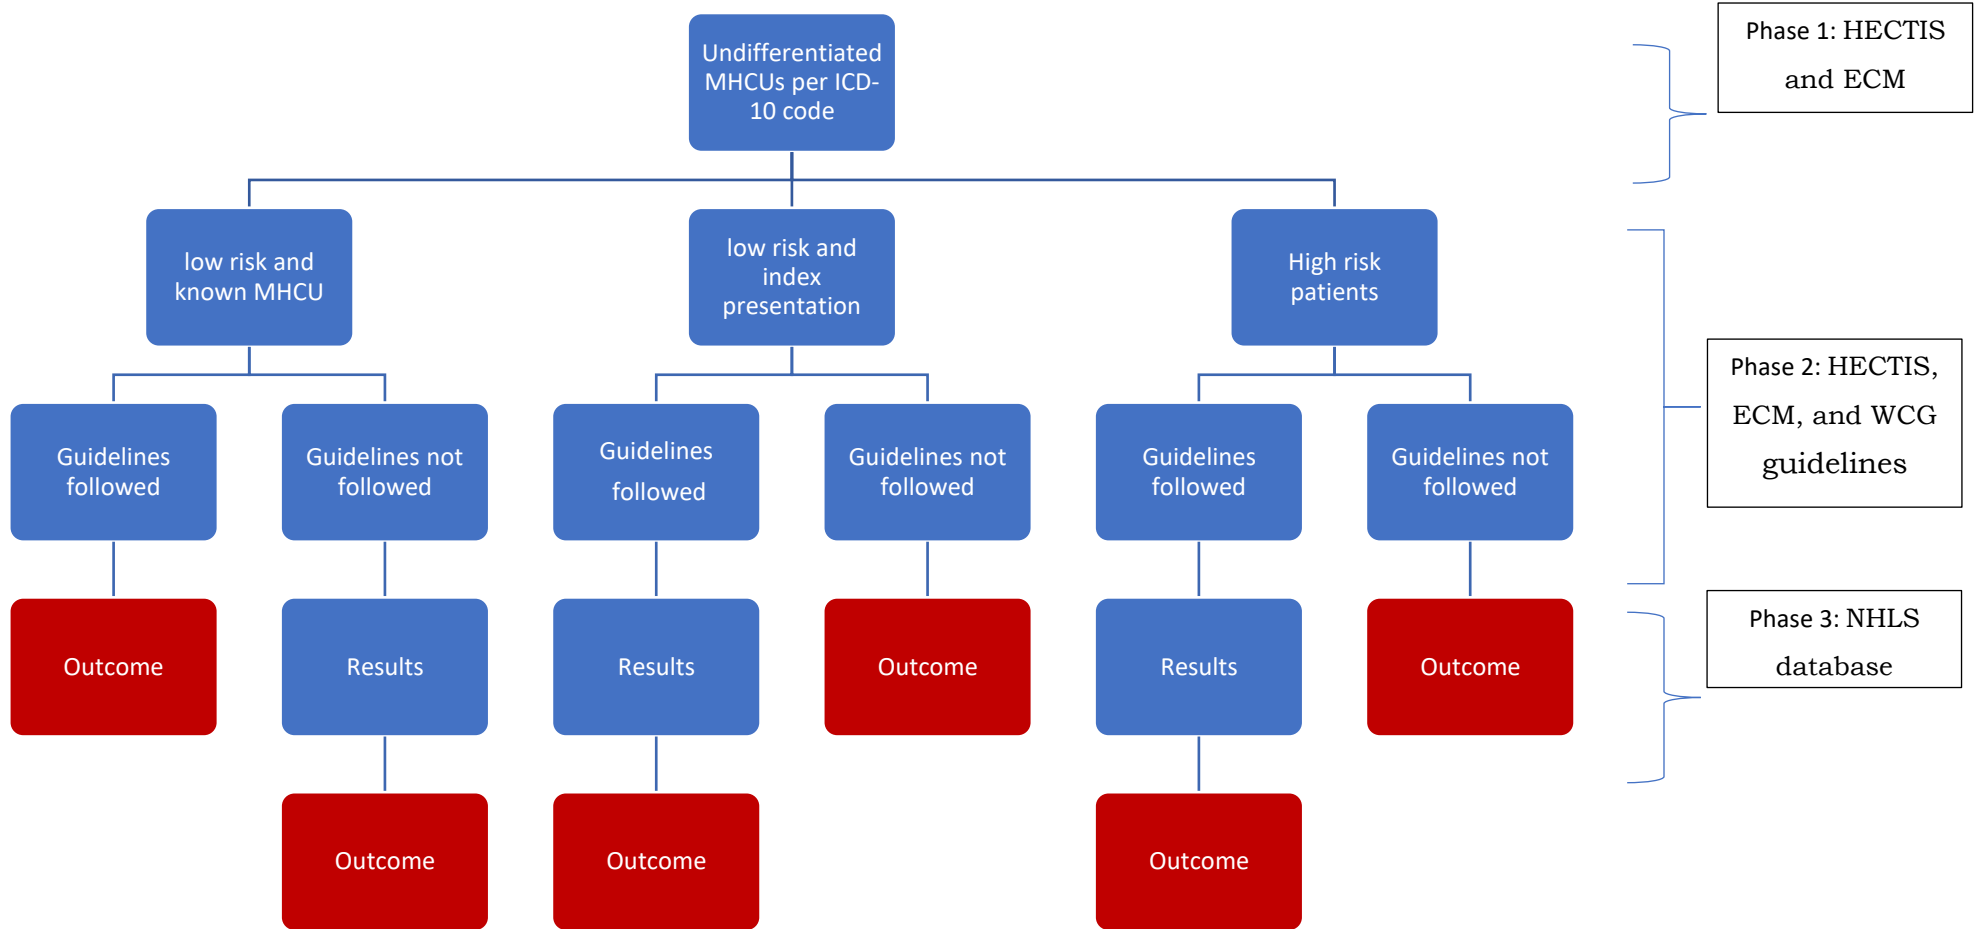 Undifferentiated
MHCUs per ICD-
10 code
Phase 1: HECTIS
and ECM
low risk and
known MHCU
low risk and
index
presentation
High risk
patients
Phase 2: HECTIS,
ECM, and WCG
guidelines
Guidelines
followed
Guidelines not
followed
Guidelines
followed
Guidelines not
followed
Guidelines
followed
Guidelines not
followed
Phase 3: NHLS
database
Outcome
Results
Results
Outcome
Results
Outcome
Outcome
Outcome
Outcome